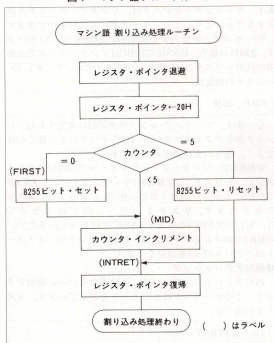 マシン語 割り込み処理ルーチン
レジスタ・ポインタ退避
レジスタ・ポインタ←20H
カウンタ
=0
=5
<5
(FIRST)
8255ビット・セット
8255ビット・リセット
(MID)
カウンタ・インクリメント
(INTRET)
レジスタ・ポインタ復帰
割り込み処理終わり
( )はラベル